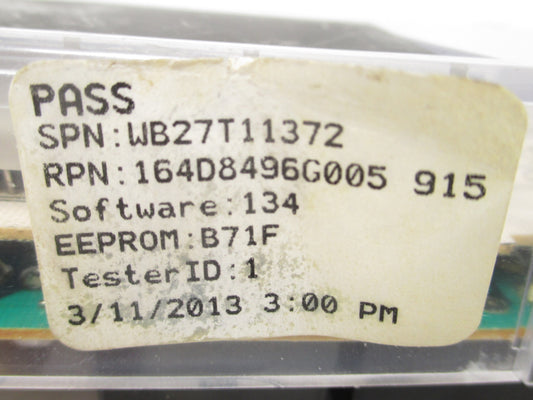 PASS
SPN:WB27T11372
RPN:164D8496G005 915
Software:134
EEPROM:B71F
TesterID:1
3/11/2013 3:00 PM